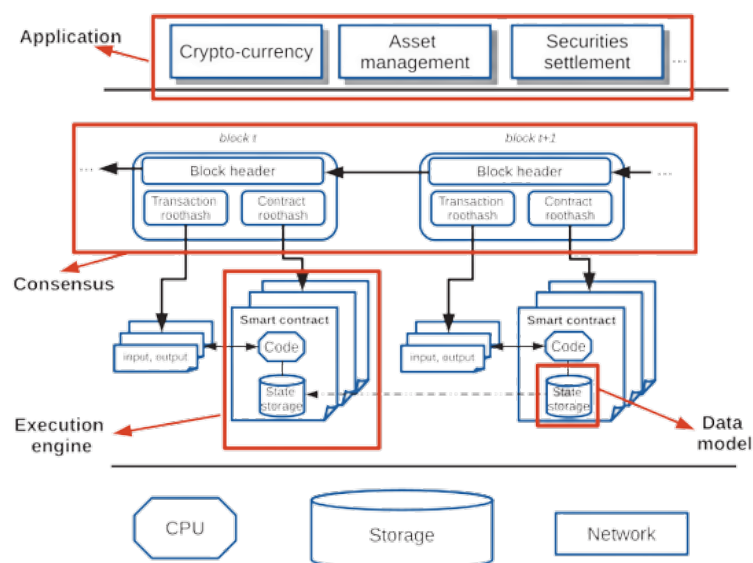 Application
Crypto-currency
Asset
management
Securities
settlement
...
block t
block t+1
...
Block header
Block header
...
Transaction
roothash
Contract
roothash
Transaction
roothash
Contract
roothash
Consensus
Smart contract
Smart contract
Code
Code
input, output
input, output
State
storage
State
storage
Execution
engine
Data
model
CPU
Storage
Network